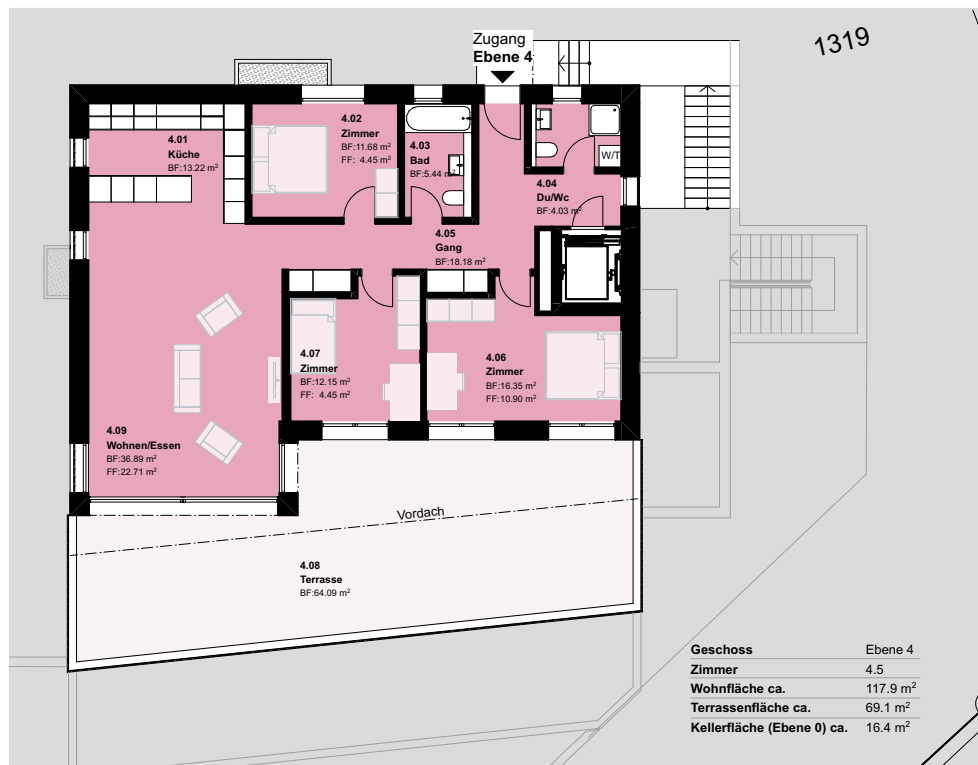 1319
Zugang
Ebene 4
4.01
Küche
BF:13.22 m²
4.02
Zimmer
BF:11.68 m²
FF: 4.45 m²
4.03
Bad
BF:5.44 m²
W/T
4.04
Du/Wc
BF:4.03 m²
4.05
Gang
BF:18.18 m²
4.07
Zimmer
BF:12.15 m²
FF: 4.45 m²
4.06
Zimmer
BF:16.35 m²
FF:10.90 m²
4.09
Wohnen/Essen
BF:36.89 m²
FF:22.71 m²
Vordach
4.08
Terrasse
BF:64.09 m²
Geschoss Ebene 4
Zimmer 4.5
Wohnfläche ca. 117.9 m²
Terrassenfläche ca. 69.1 m²
Kellerfläche (Ebene 0) ca. 16.4 m²